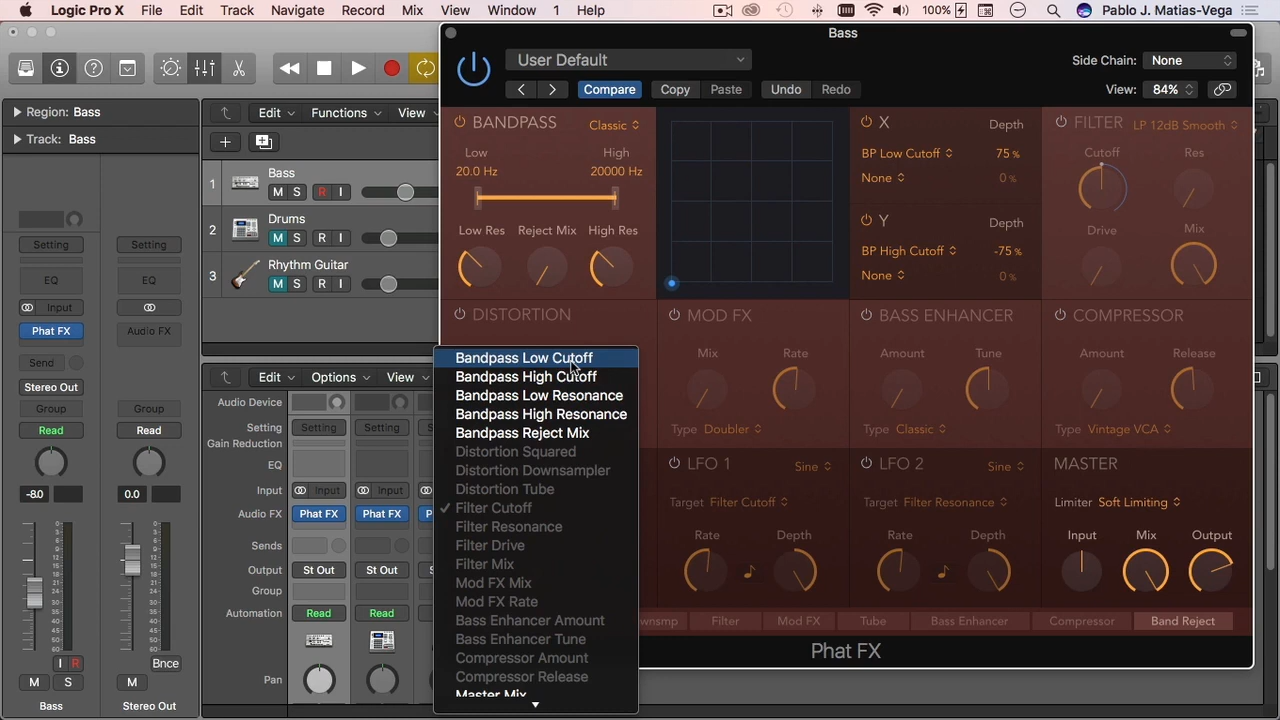 Logic Pro X File Edit Track Navigate Record Mix View Window 1 Help
100% Pablo J. Matias-Vega
Bass
User Default
Side Chain: None
Compare Copy Paste Undo Redo
View: 84%
Region: Bass
Track: Bass
Edit Functions View
1 Bass
M S R I
2 Drums
M S R I
3 Rhythm Guitar
M S R I
BANDPASS Classic
Low High
20.0 Hz 20000 Hz
Low Res Reject Mix High Res
X Depth
BP Low Cutoff 75 %
None 0 %
Y Depth
BP High Cutoff -75 %
None 0 %
FILTER LP 12dB Smooth
Cutoff Res
Drive Mix
DISTORTION
MOD FX
Mix Rate
Type Doubler
BASS ENHANCER
Amount Tune
Type Classic
COMPRESSOR
Amount Release
Type Vintage VCA
LFO 1 Sine
Target Filter Cutoff
Rate Depth
LFO 2 Sine
Target Filter Resonance
Rate Depth
MASTER
Limiter Soft Limiting
Input Mix Output
Filter Mod FX Tube Bass Enhancer Compressor Band Reject
Phat FX
Bandpass Low Cutoff
Bandpass High Cutoff
Bandpass Low Resonance
Bandpass High Resonance
Bandpass Reject Mix
Distortion Squared
Distortion Downsampler
Distortion Tube
✓ Filter Cutoff
Filter Resonance
Filter Drive
Filter Mix
Mod FX Mix
Mod FX Rate
Bass Enhancer Amount
Bass Enhancer Tune
Compressor Amount
Compressor Release
Master Mix
Setting Setting
EQ EQ
Input
Phat FX Audio FX
Send
Stereo Out
Group Group
Read Read
-8.0 0.0
I R Bnce
M S M
Bass Stereo Out
Edit Options View
Audio Device
Setting Setting Setting
Gain Reduction
EQ
Input Input Input
Audio FX Phat FX Phat FX
Sends
Output St Out St Out
Group
Automation Read Read
Pan